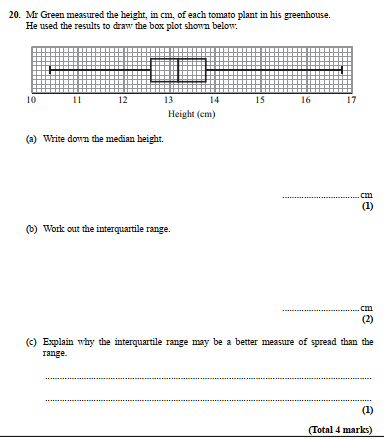 20. Mr Green measured the height, in cm, of each tomato plant in his greenhouse.
He used the results to draw the box plot shown below.
10 11 12 13 14 15 16 17
Height (cm)
(a) Write down the median height.
..............................cm
(1)
(b) Work out the interquartile range.
..............................cm
(2)
(c) Explain why the interquartile range may be a better measure of spread than the
range.
(1)
(Total 4 marks)